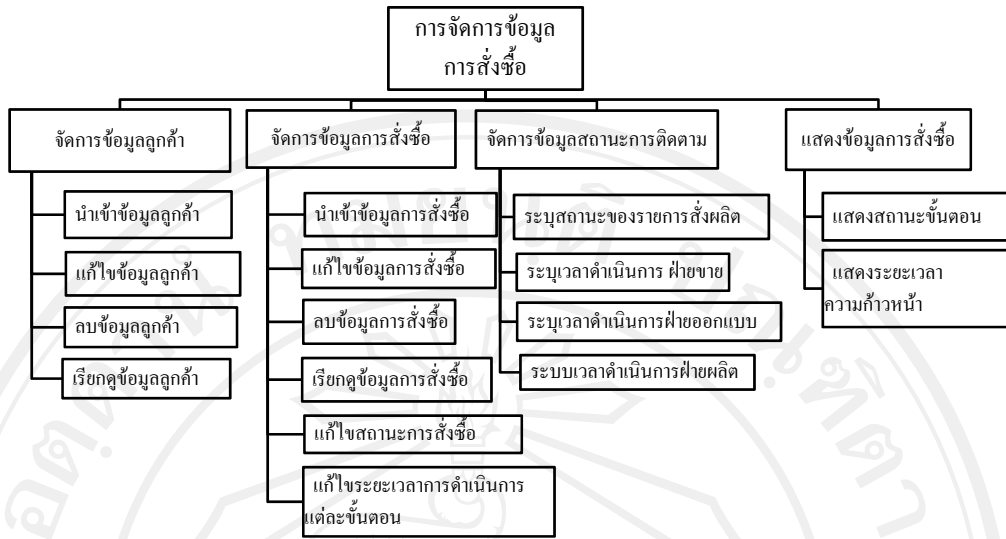 การจัดการข้อมูล
การสั่งซื้อ
จัดการข้อมูลลูกค้า
นำเข้าข้อมูลลูกค้า
แก้ไขข้อมูลลูกค้า
ลบข้อมูลลูกค้า
เรียกดูข้อมูลลูกค้า
จัดการข้อมูลการสั่งซื้อ
นำเข้าข้อมูลการสั่งซื้อ
แก้ไขข้อมูลการสั่งซื้อ
ลบข้อมูลการสั่งซื้อ
เรียกดูข้อมูลการสั่งซื้อ
แก้ไขสถานะการสั่งซื้อ
แก้ไขระยะเวลาการดำเนินการ
แต่ละขั้นตอน
จัดการข้อมูลสถานะการติดตาม
ระบุสถานะของรายการสั่งผลิต
ระบุเวลาดำเนินการ ฝ่ายขาย
ระบุเวลาดำเนินการฝ่ายออกแบบ
ระบบเวลาดำเนินการฝ่ายผลิต
แสดงข้อมูลการสั่งซื้อ
แสดงสถานะขั้นตอน
แสดงระยะเวลา
ความก้าวหน้า